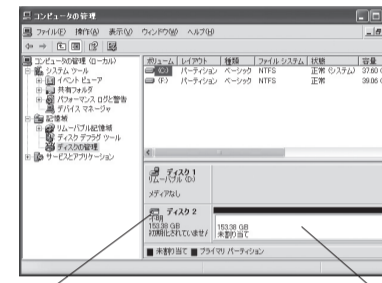 コンピュータの管理
ファイル(F) 操作(A) 表示(V) ウィンドウ(W) ヘルプ(H)
コンピュータの管理 (ローカル)
システム ツール
イベント ビューア
共有フォルダ
パフォーマンス ログと警告
デバイス マネージャ
記憶域
リムーバブル記憶域
ディスク デフラグ ツール
ディスクの管理
サービスとアプリケーション
ボリューム レイアウト 種類 ファイル システム 状態 容量
(C:) パーティション ベーシック NTFS 正常 (システム) 37.60
(F:) パーティション ベーシック NTFS 正常 39.06
ディスク 1
リムーバブル (D:)
メディアなし
ディスク 2
不明
153.38 GB
初期化されていません
153.38 GB
未割り当て
未割り当て プライマリ パーティション